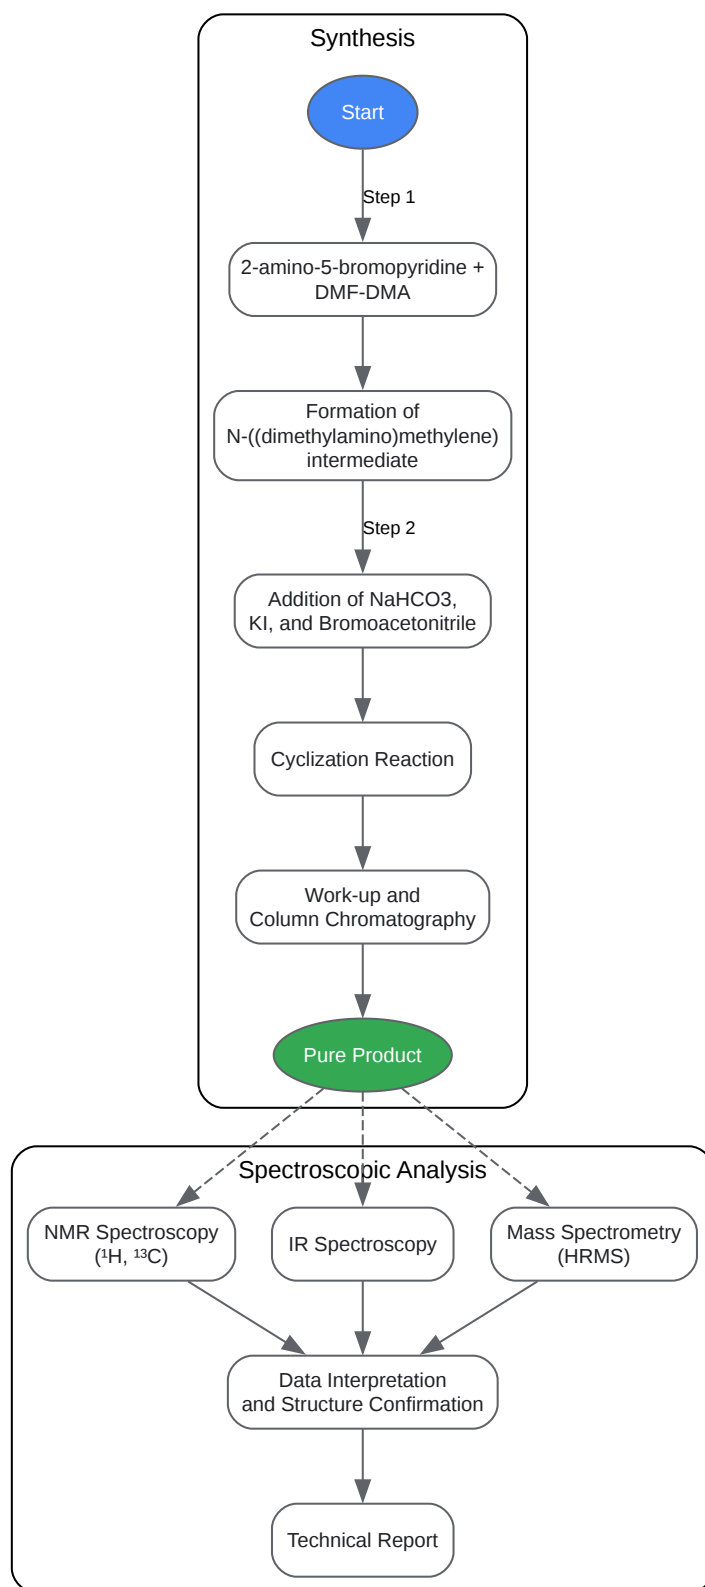 Synthesis
Start
Step 1
2-amino-5-bromopyridine +
DMF-DMA
Formation of
N-((dimethylamino)methylene)
intermediate
Step 2
Addition of NaHCO3,
KI, and Bromoacetonitrile
Cyclization Reaction
Work-up and
Column Chromatography
Pure Product
Spectroscopic Analysis
NMR Spectroscopy
(¹H, ¹³C)
IR Spectroscopy
Mass Spectrometry
(HRMS)
Data Interpretation
and Structure Confirmation
Technical Report